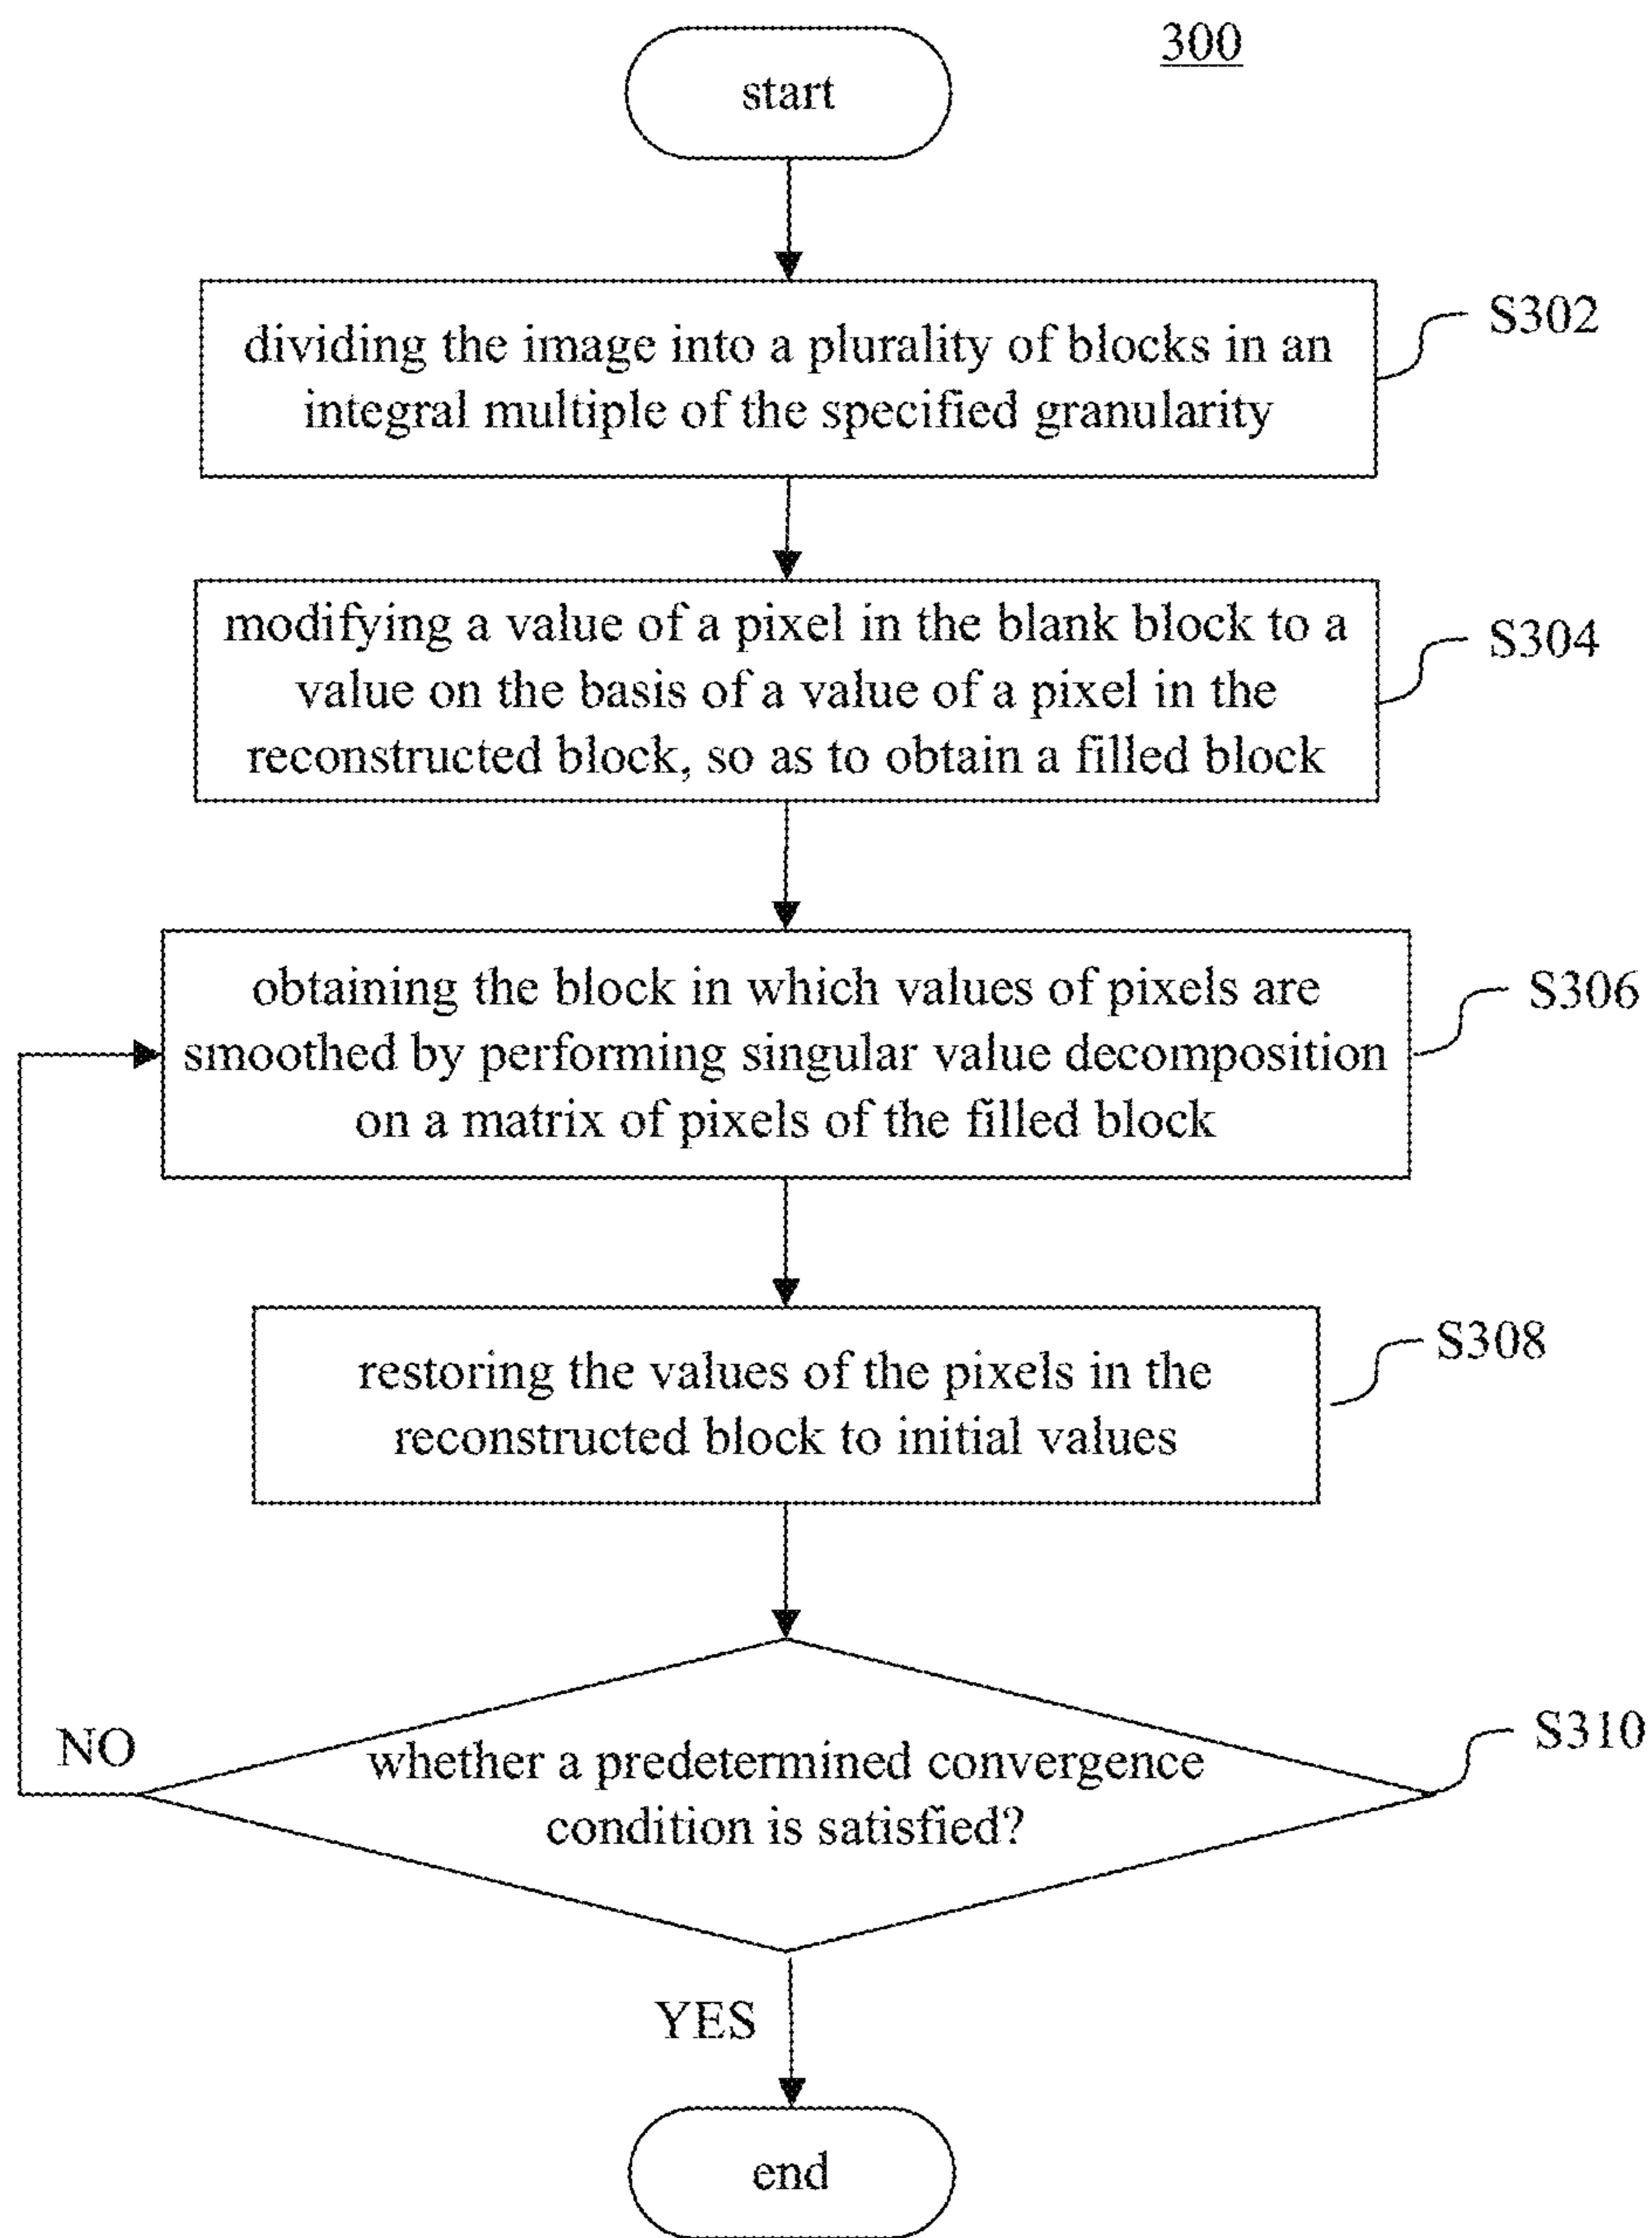 300
start
dividing the image into a plurality of blocks in an
integral multiple of the specified granularity
S302
modifying a value of a pixel in the blank block to a
value on the basis of a value of a pixel in the
reconstructed block, so as to obtain a filled block
S304
obtaining the block in which values of pixels are
smoothed by performing singular value decomposition
on a matrix of pixels of the filled block
S306
restoring the values of the pixels in the
reconstructed block to initial values
S308
NO
whether a predetermined convergence
condition is satisfied?
S310
YES
end